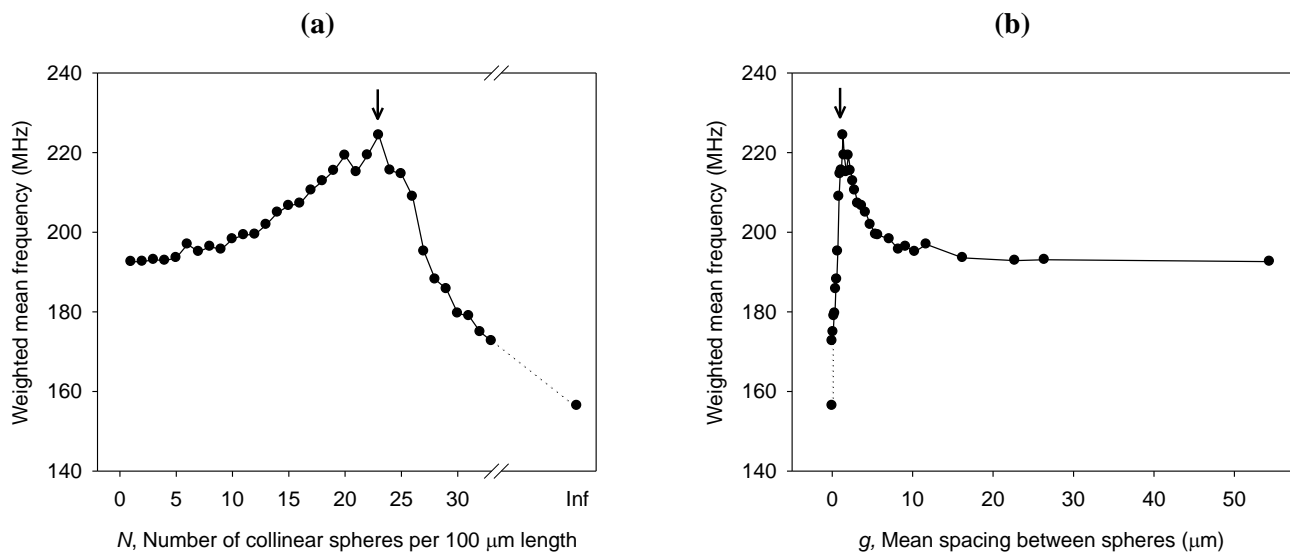 (a)
240
220
200
180
160
140
Weighted mean frequency (MHz)
0 5 10 15 20 25 30 Inf
N, Number of collinear spheres per 100 μm length
(b)
240
220
200
180
160
140
Weighted mean frequency (MHz)
0 10 20 30 40 50
g, Mean spacing between spheres (μm)